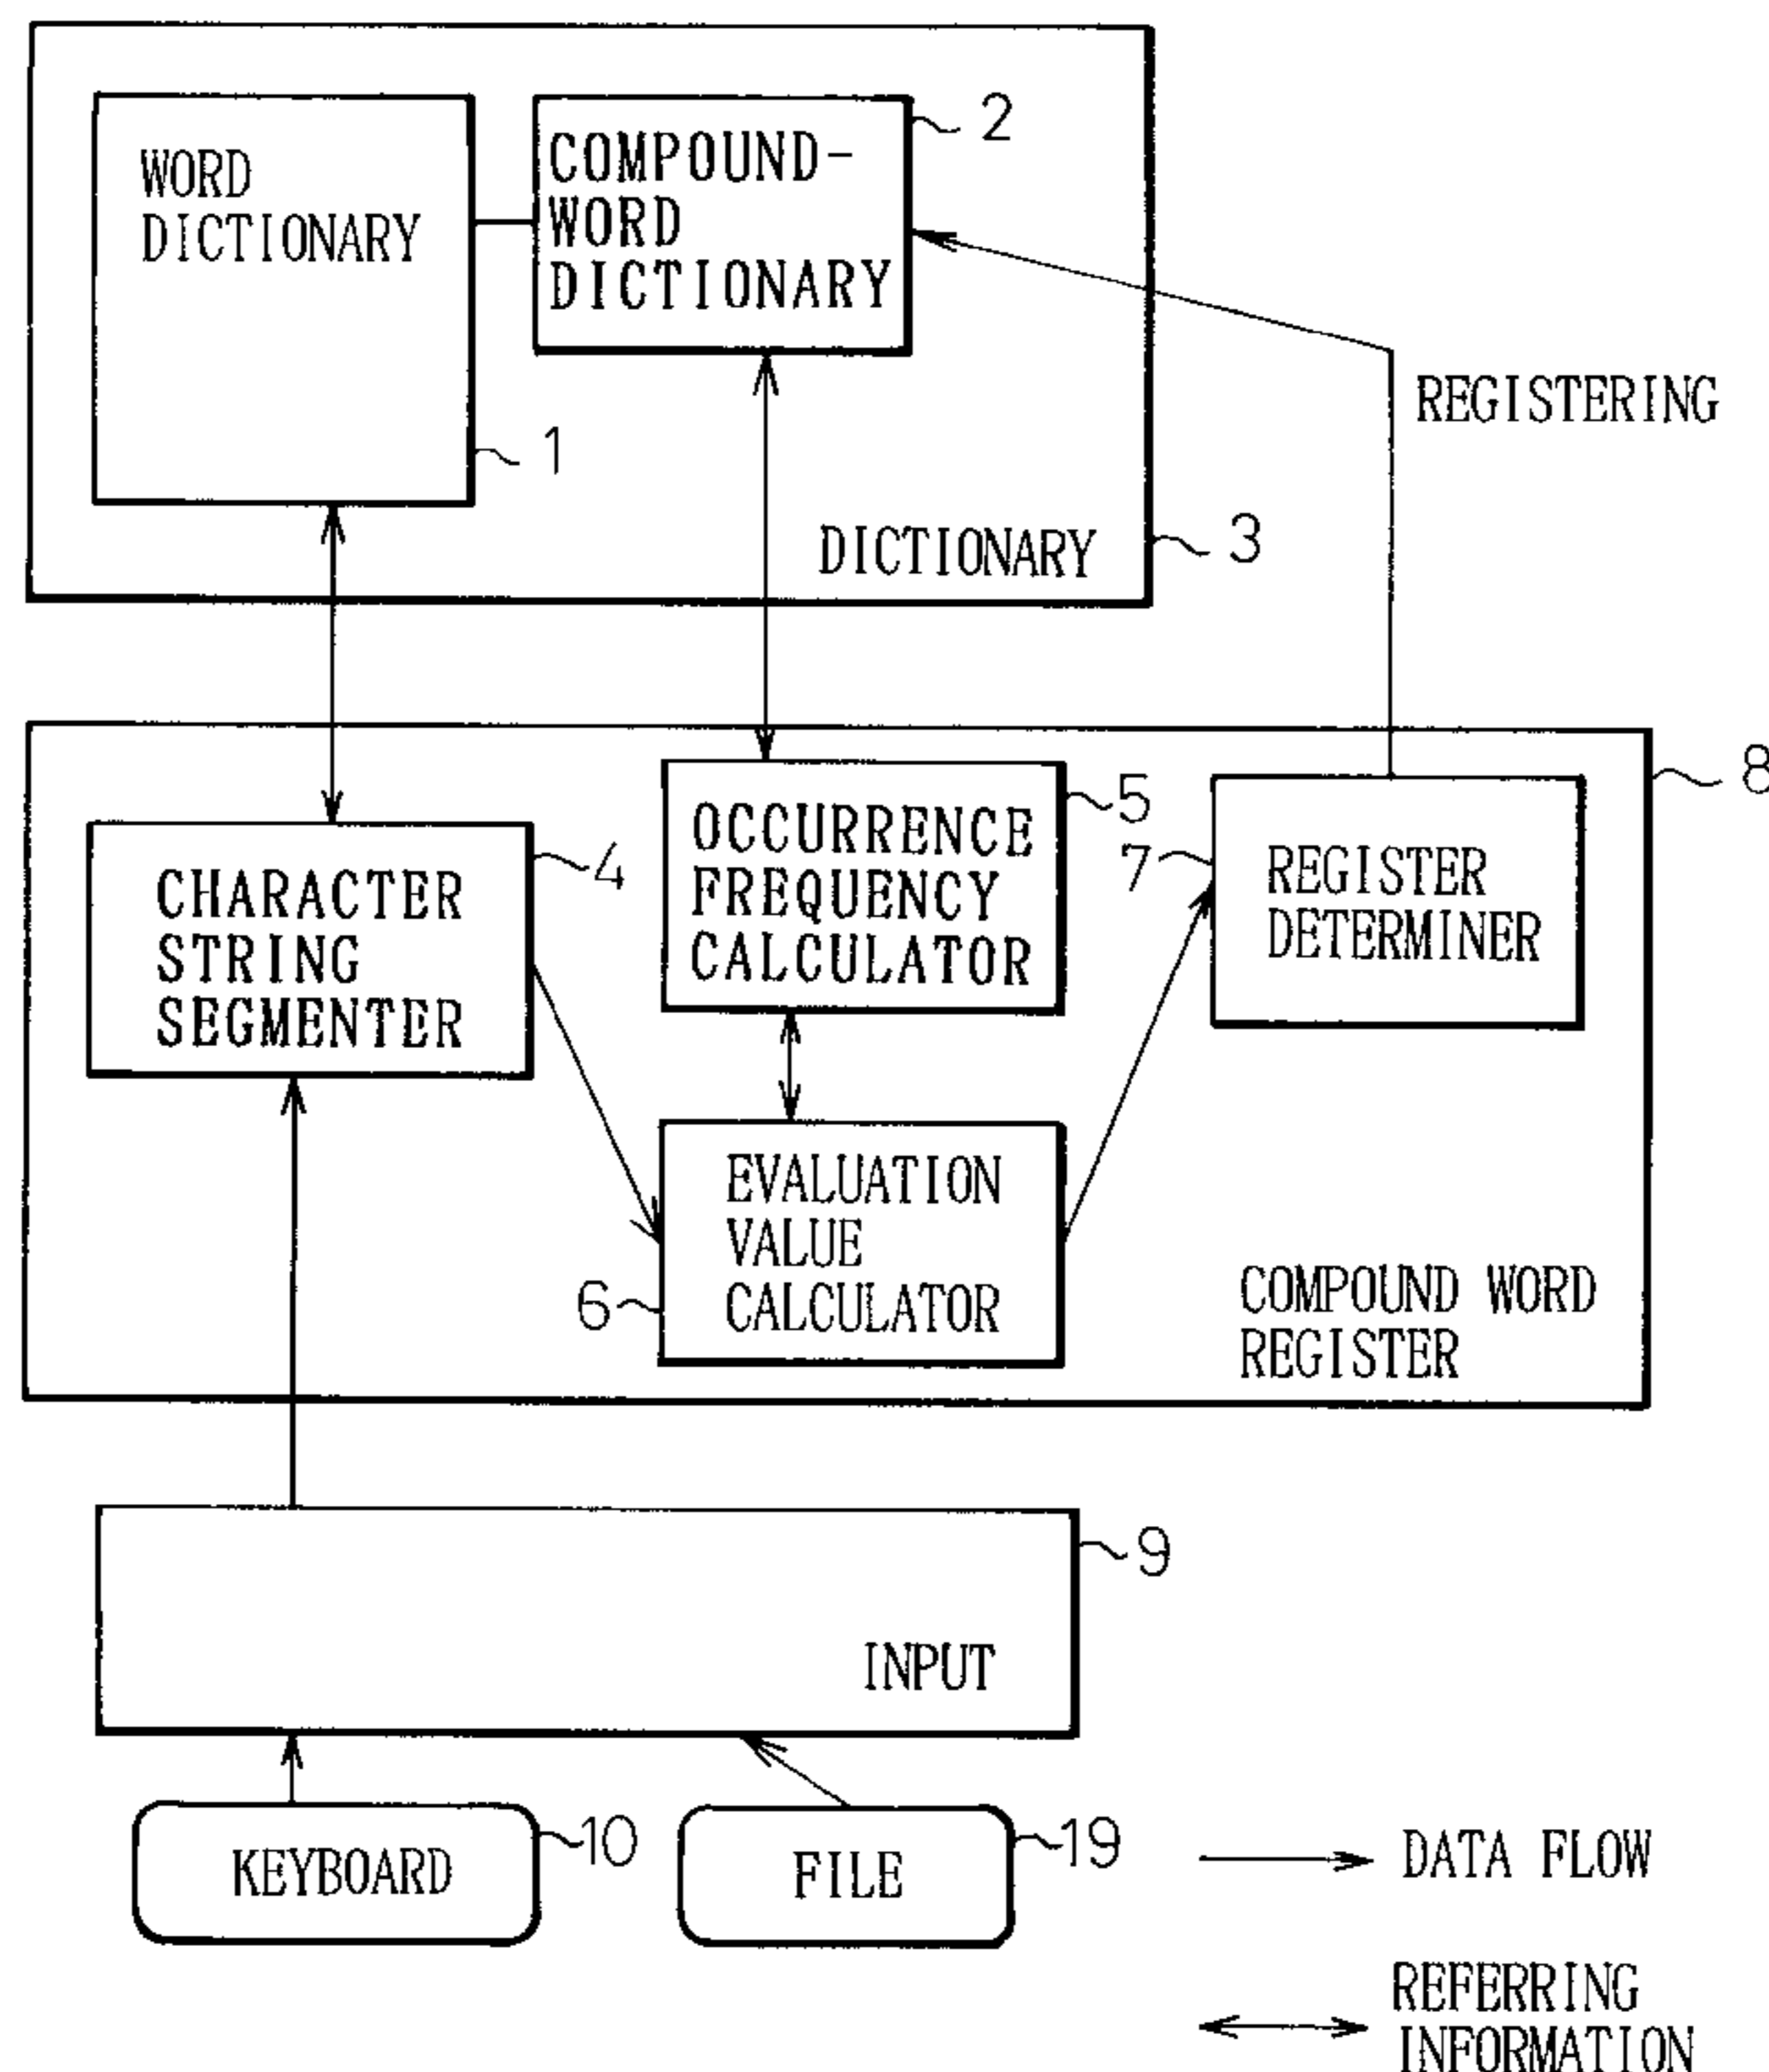 WORD
DICTIONARY
1
COMPOUND-
WORD
DICTIONARY
2
REGISTERING
DICTIONARY
3
CHARACTER
STRING
SEGMENTER
4
OCCURRENCE
FREQUENCY
CALCULATOR
5
7
REGISTER
DETERMINER
8
EVALUATION
VALUE
CALCULATOR
6
COMPOUND WORD
REGISTER
9
INPUT
KEYBOARD
10
FILE
19
DATA FLOW
REFERRING
INFORMATION